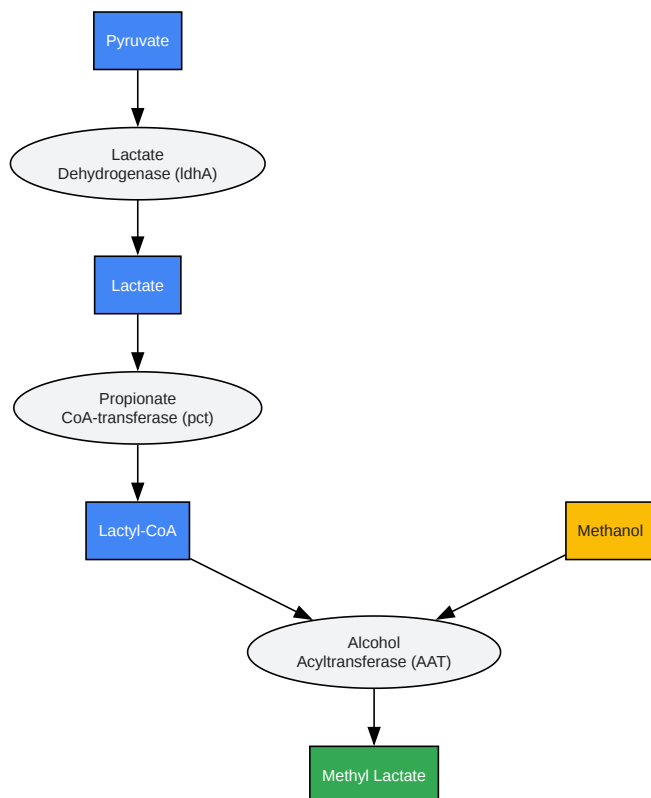 Pyruvate
Lactate
Dehydrogenase (ldhA)
Lactate
Propionate
CoA-transferase (pct)
Lactyl-CoA
Methanol
Alcohol
Acyltransferase (AAT)
Methyl Lactate